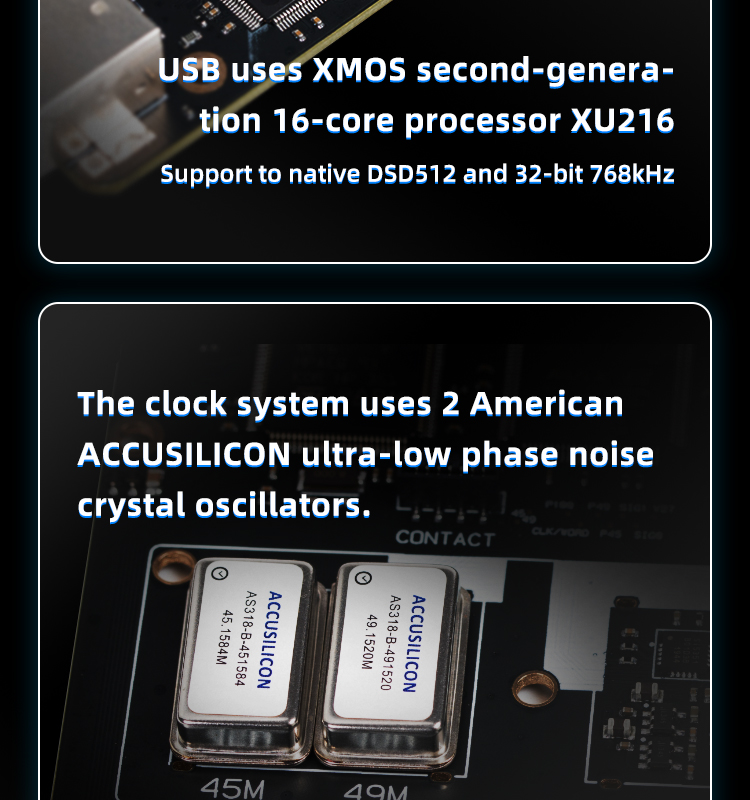 USB uses XMOS second-genera-
tion 16-core processor XU216
Support to native DSD512 and 32-bit 768kHz
The clock system uses 2 American
ACCUSILICON ultra-low phase noise
crystal oscillators.
CONTACT
ACCUSILICON
AS318-B-451584
45.1584M
ACCUSILICON
AS318-B-491520
49.1520M
45M
49M